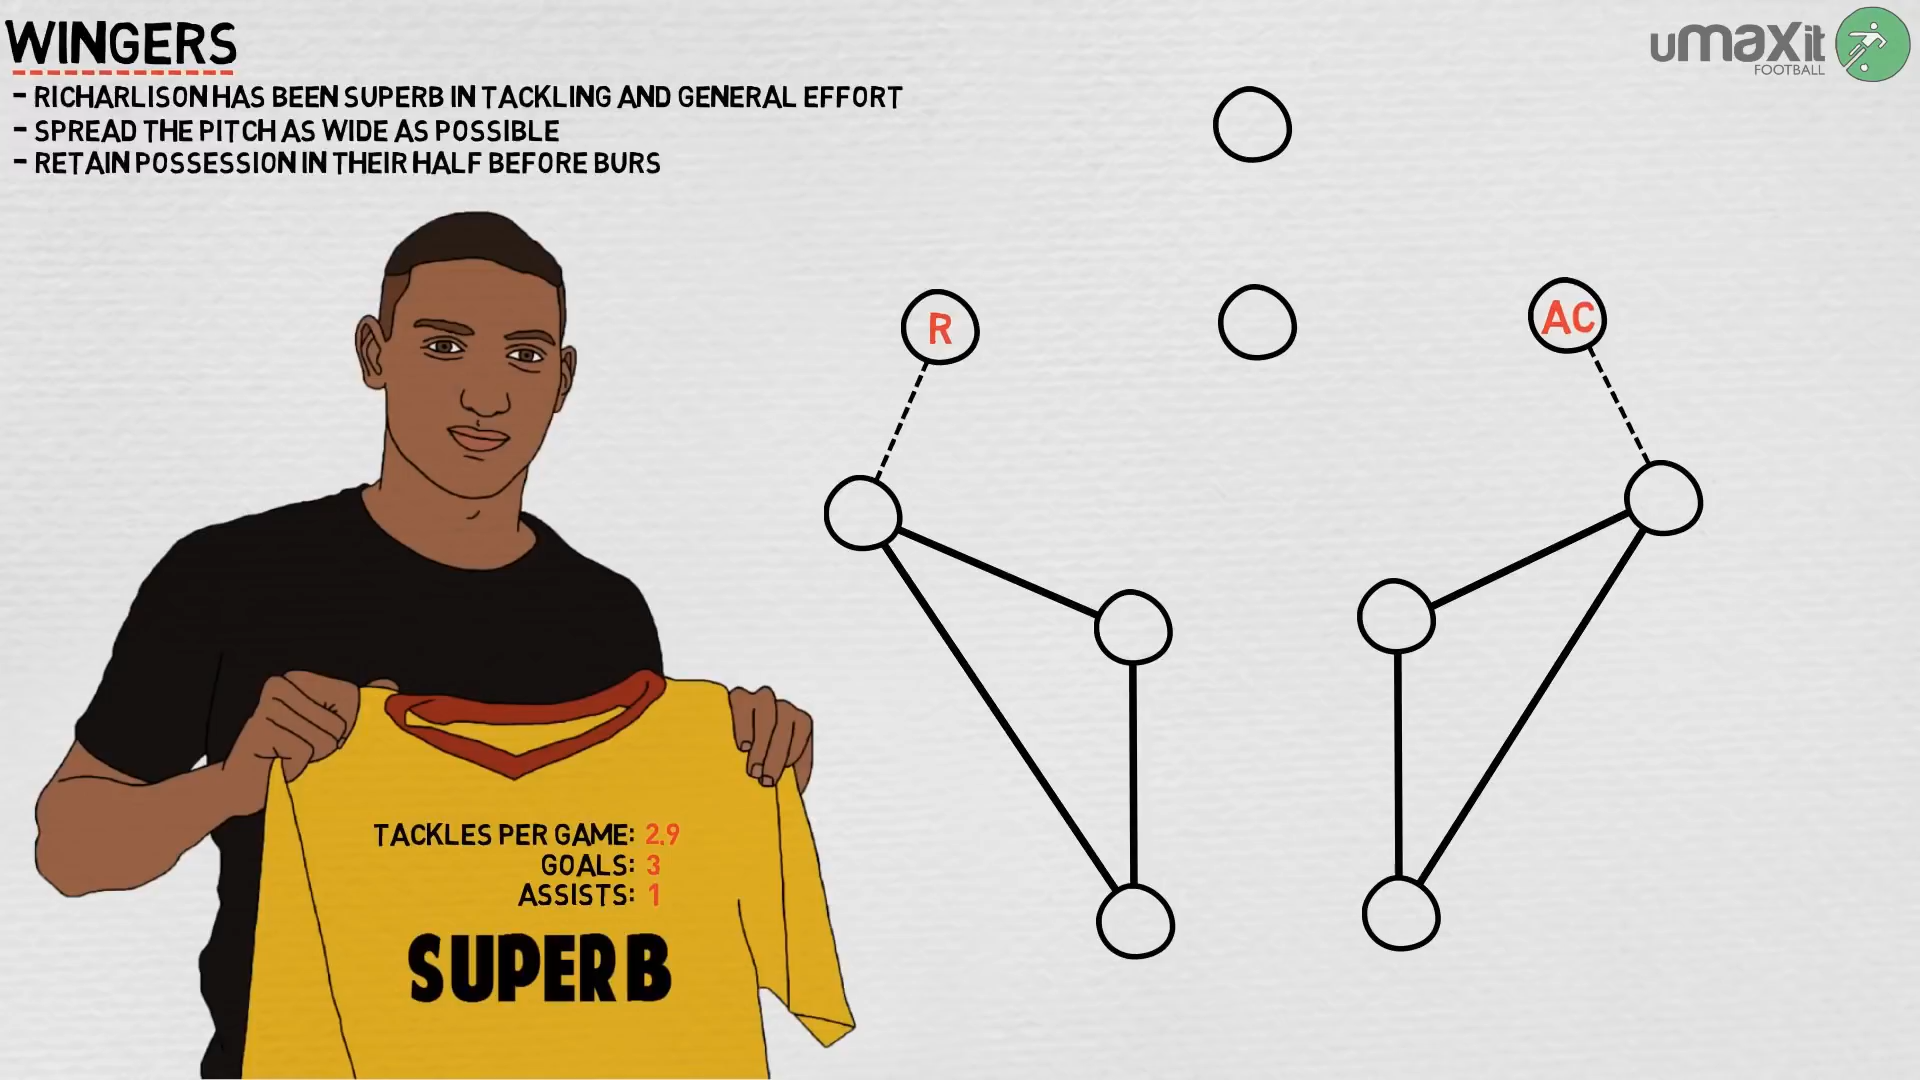 WINGERS
- RICHARLISON HAS BEEN SUPERB IN TACKLING AND GENERAL EFFORT
- SPREAD THE PITCH AS WIDE AS POSSIBLE
- RETAIN POSSESSION IN THEIR HALF BEFORE BURS
umaxit
FOOTBALL
R
AC
TACKLES PER GAME: 2.9
GOALS: 3
ASSISTS: 1
SUPERB